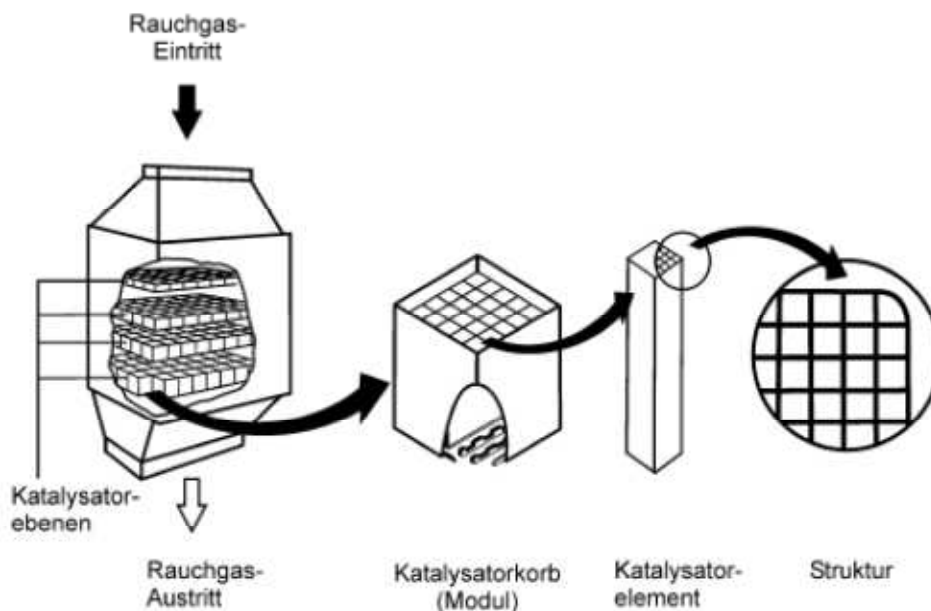 Rauchgas-
Eintritt
Katalysator-
ebenen
Rauchgas-
Austritt
Katalysatorkorb
(Modul)
Katalysator-
element
Struktur